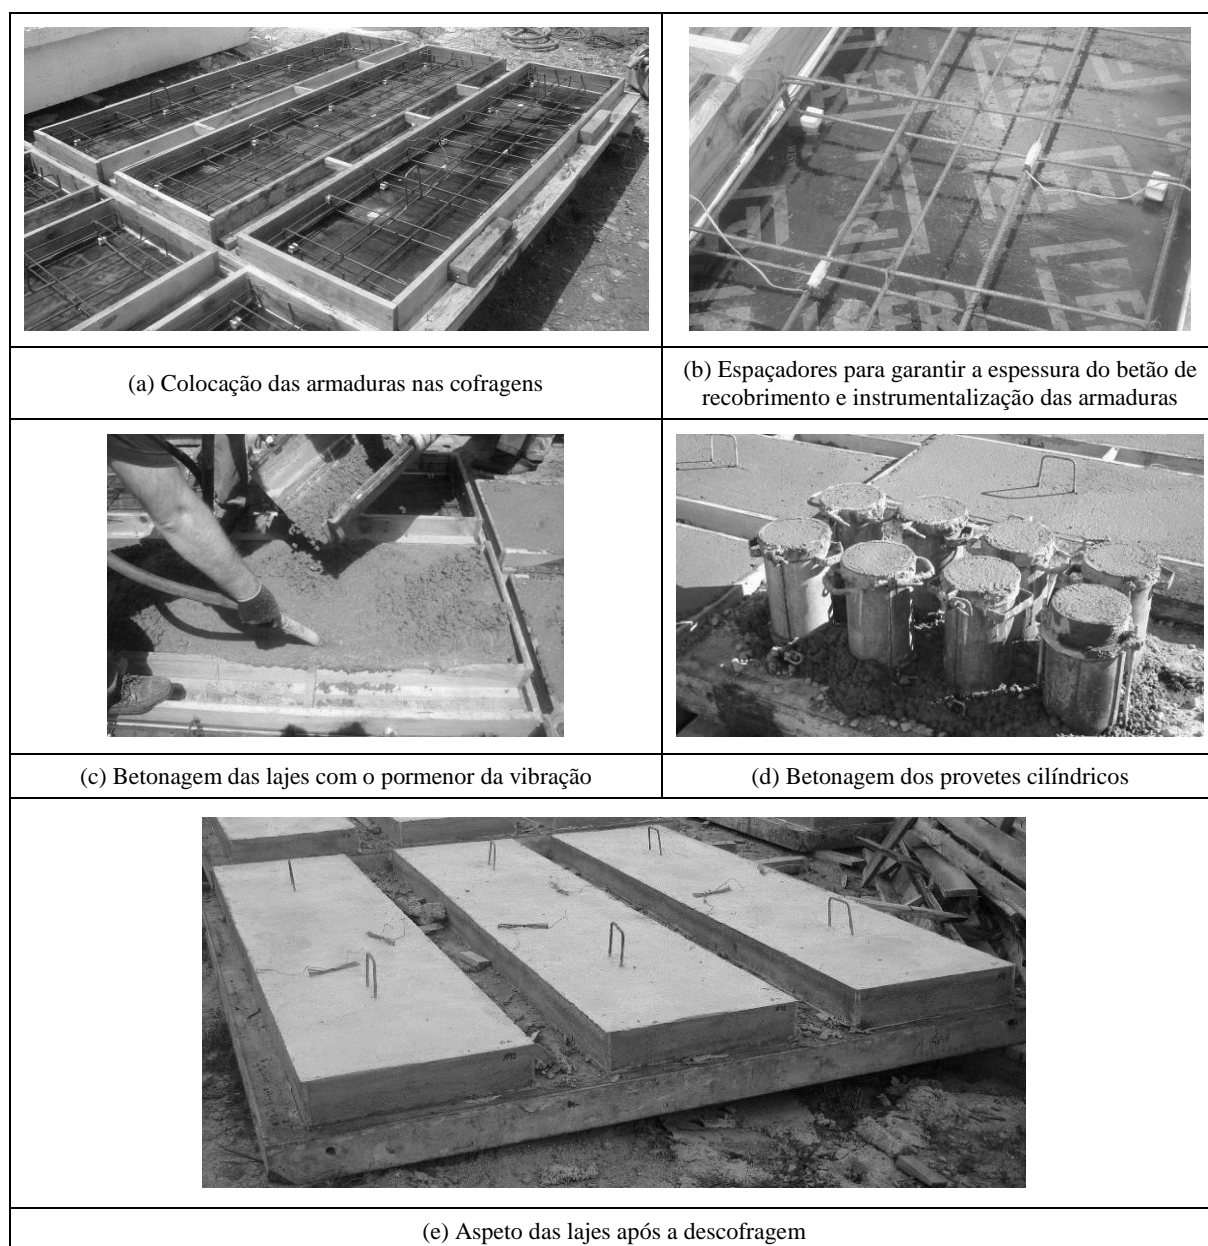 (a) Colocação das armaduras nas cofragens
(b) Espaçadores para garantir a espessura do betão de
recobrimento e instrumentalização das armaduras
(c) Betonagem das lajes com o pormenor da vibração
(d) Betonagem dos provetes cilíndricos
(e) Aspeto das lajes após a descofragem